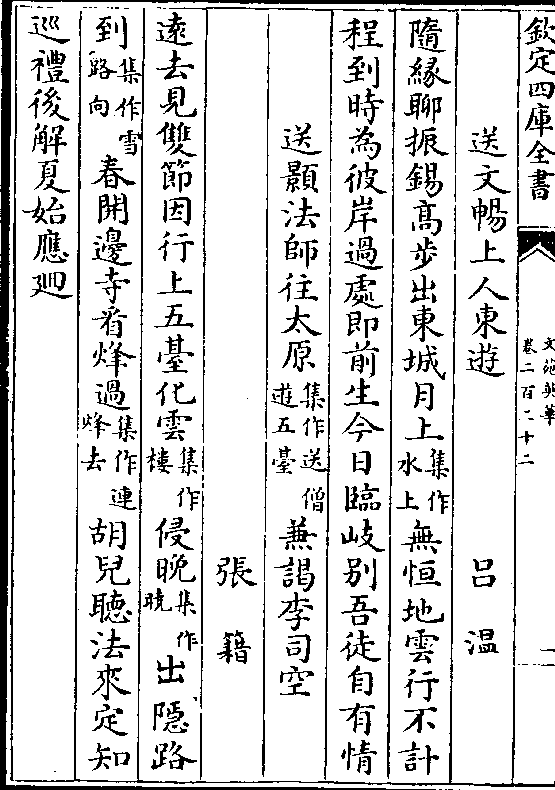 欽定四庫全書
文苑英華
卷二百二十二
一
送文暢上人東遊 呂溫
隨緣聊振錫高步出東城月上集作水上無恒地雲行不計
程到時為彼岸過處即前生今日臨岐別吾徒自有情
送顥法師往太原集作送僧遊五臺兼謁李司空
張籍
遠去見雙節因行上五臺化雲集作樓侵晚集作曉出隱路
到集作雪路向春開邊寺看烽過集作連烽去胡兒聽法來定知
巡禮後解夏始應廻